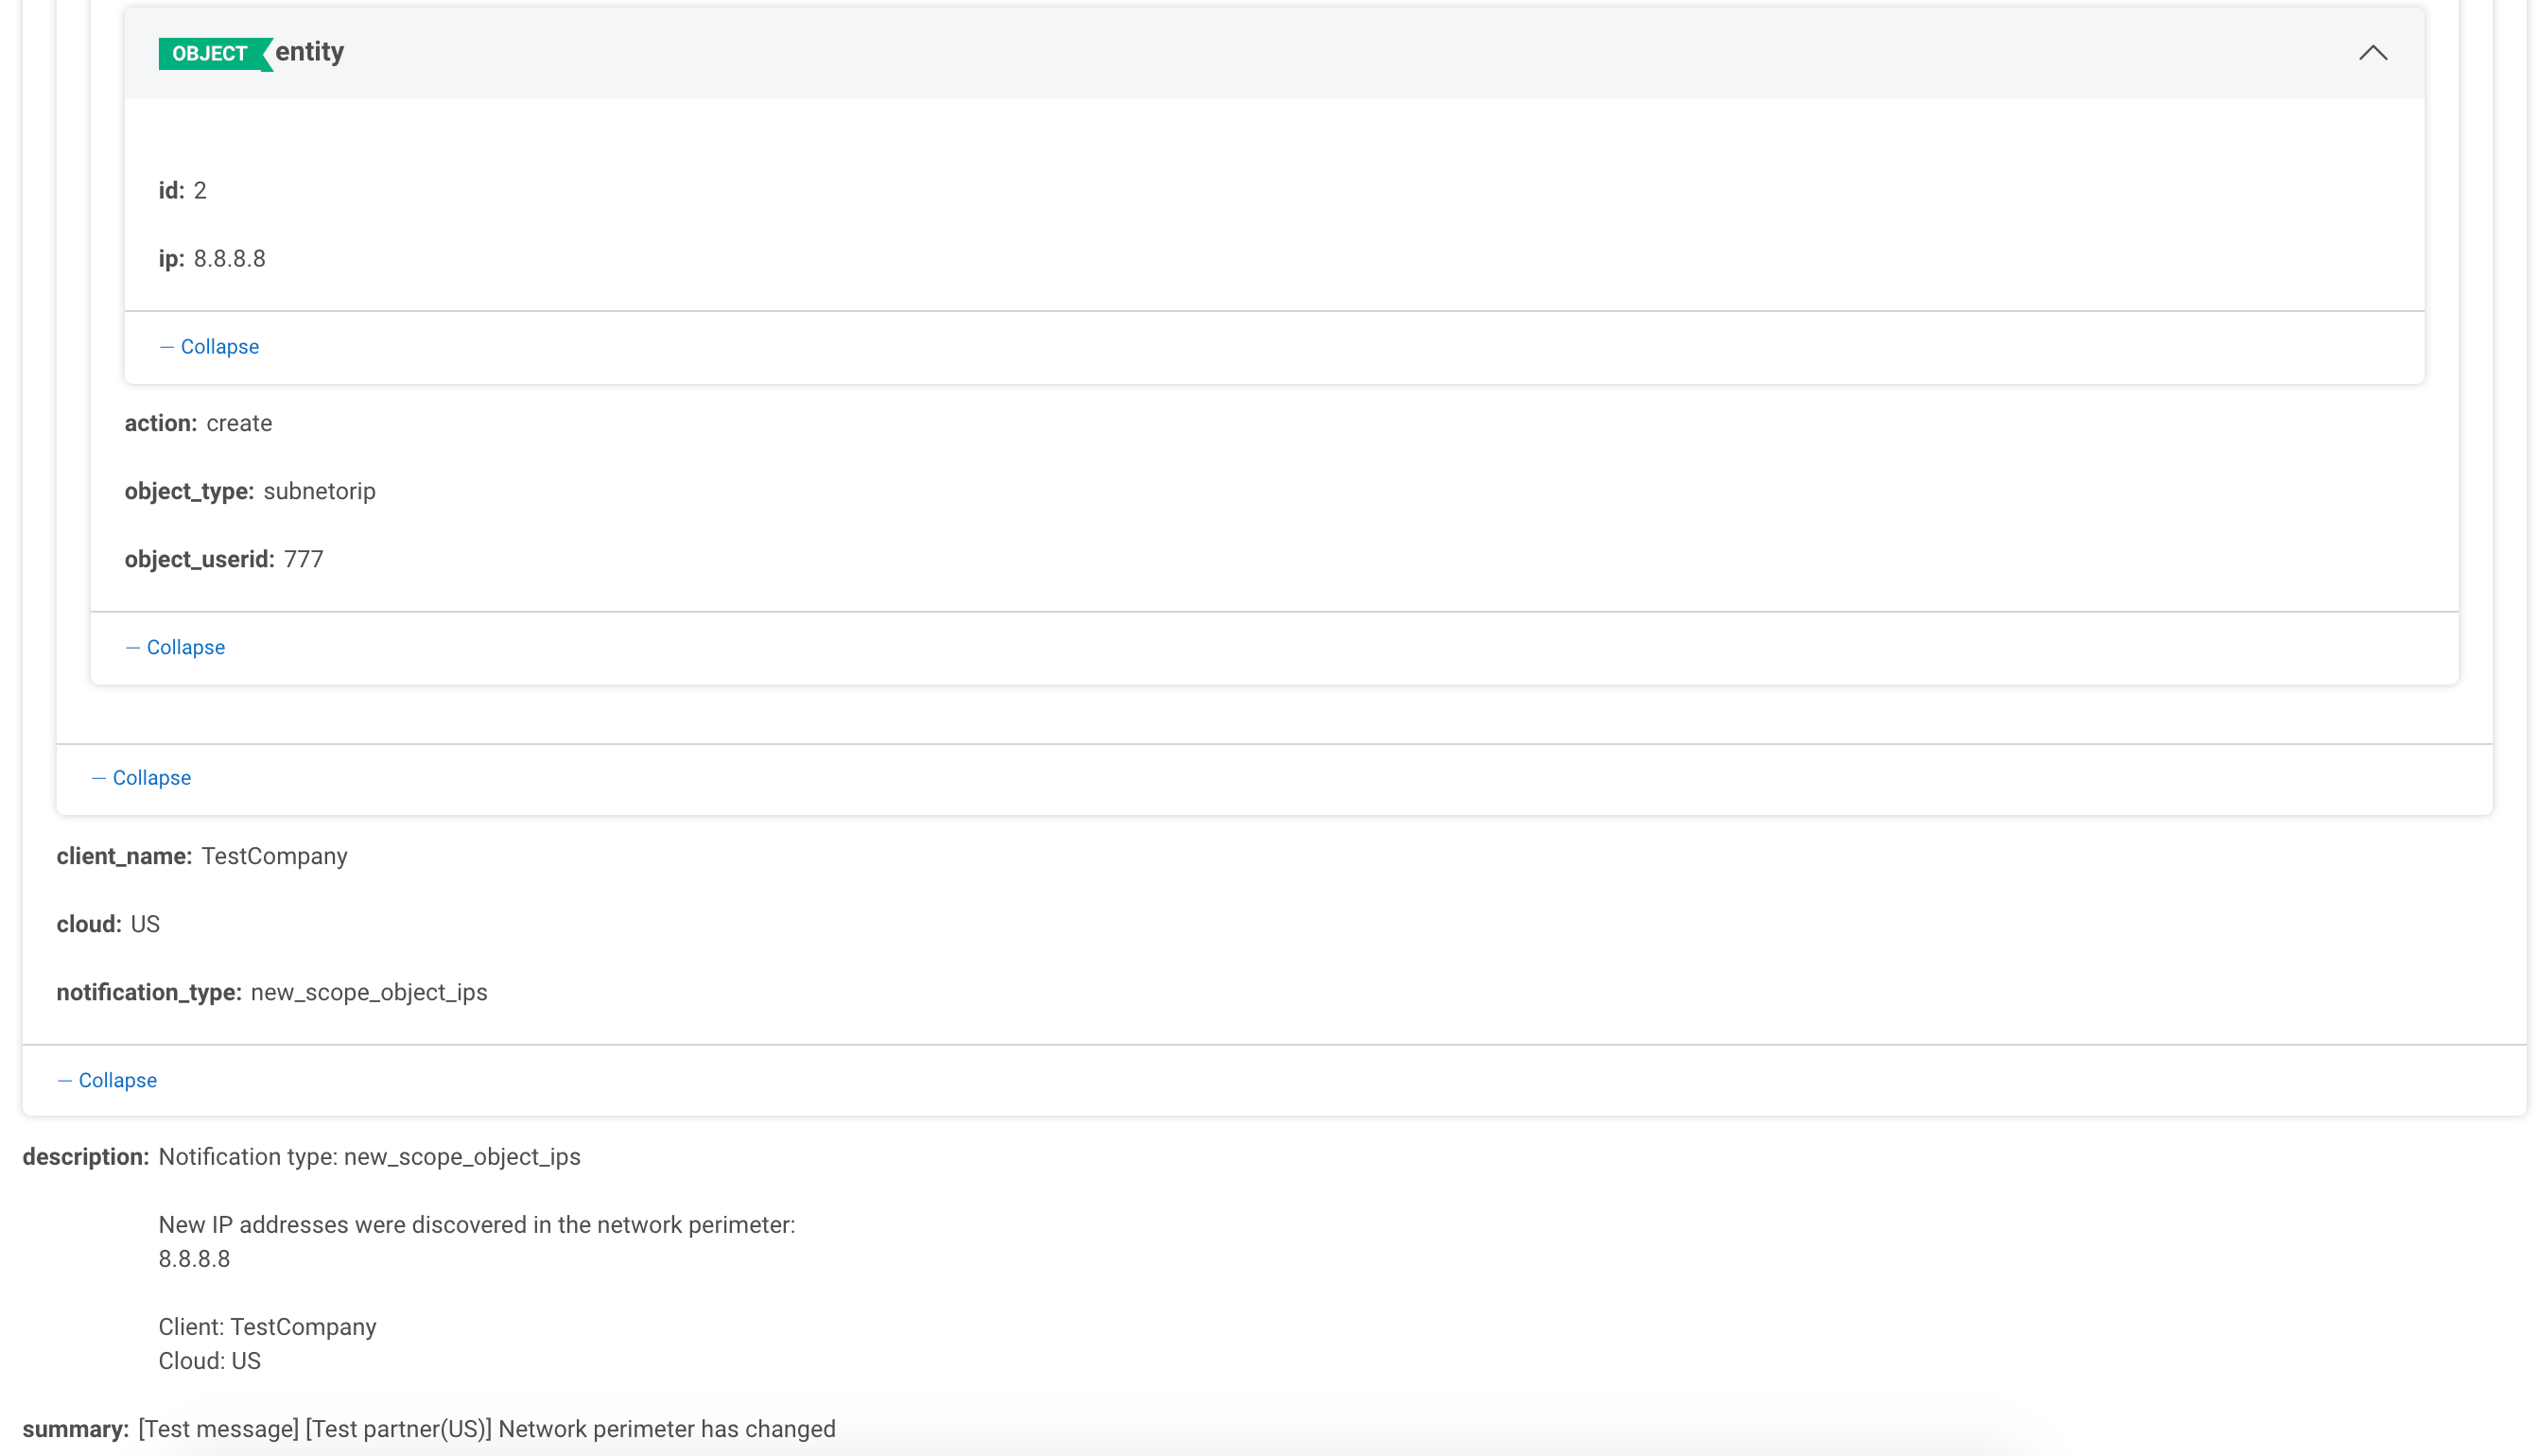 OBJECT entity
id: 2
ip: 8.8.8.8
— Collapse
action: create
object_type: subnetorip
object_userid: 777
— Collapse
— Collapse
client_name: TestCompany
cloud: US
notification_type: new_scope_object_ips
— Collapse
description: Notification type: new_scope_object_ips
New IP addresses were discovered in the network perimeter:
8.8.8.8
Client: TestCompany
Cloud: US
summary: [Test message] [Test partner(US)] Network perimeter has changed